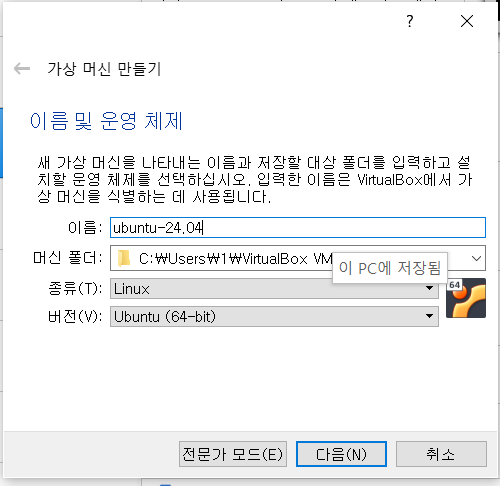 ?
가상 머신 만들기
이름 및 운영 체제
새 가상 머신을 나타내는 이름과 저장할 대상 폴더를 입력하고 설
치할 운영 체제를 선택하십시오. 입력한 이름은 VirtualBox에서 가
상 머신을 식별하는 데 사용됩니다.
이름: ubuntu-24.04
머신 폴더: C:₩Users₩1₩VirtualBox VM
이 PC에 저장됨
종류(T): Linux
64
버전(V): Ubuntu (64-bit)
전문가 모드(E) 다음(N) 취소